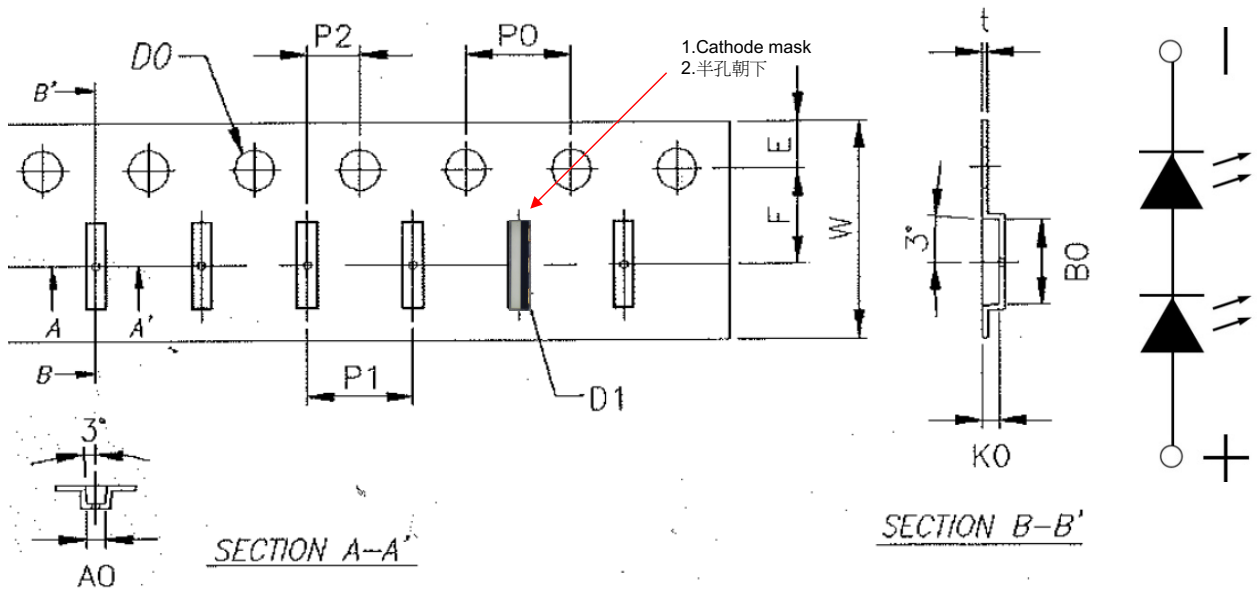 P2
P0
t
D0
1.Cathode mask
2.半孔朝下
B'
E
F
W
3°
B0
A
A'
B
P1
D1
3°
K0
A0
SECTION A-A'
SECTION B-B'
+